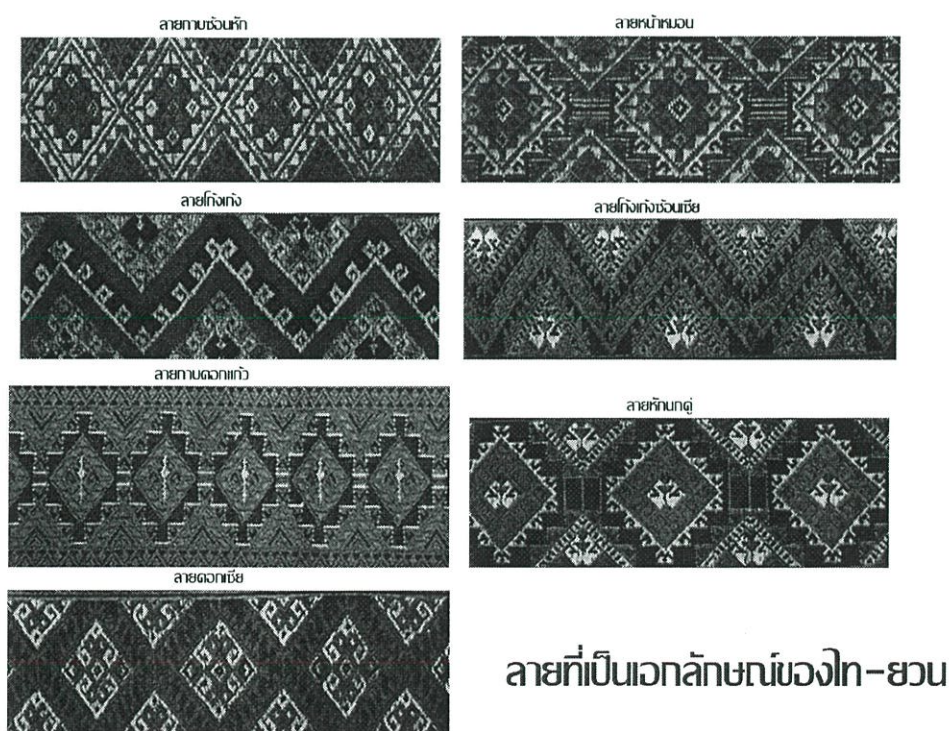 ลายกาบซ้อนหัก
ลายหน้าหมอน
ลายโก้งเก้ง
ลายโก้งเก้งซ้อนเซีย
ลายกาบดอกแก้ว
ลายหักนกคู่
ลายดอกเซีย
ลายที่เป็นเอกลักษณ์ของไท-ยวน